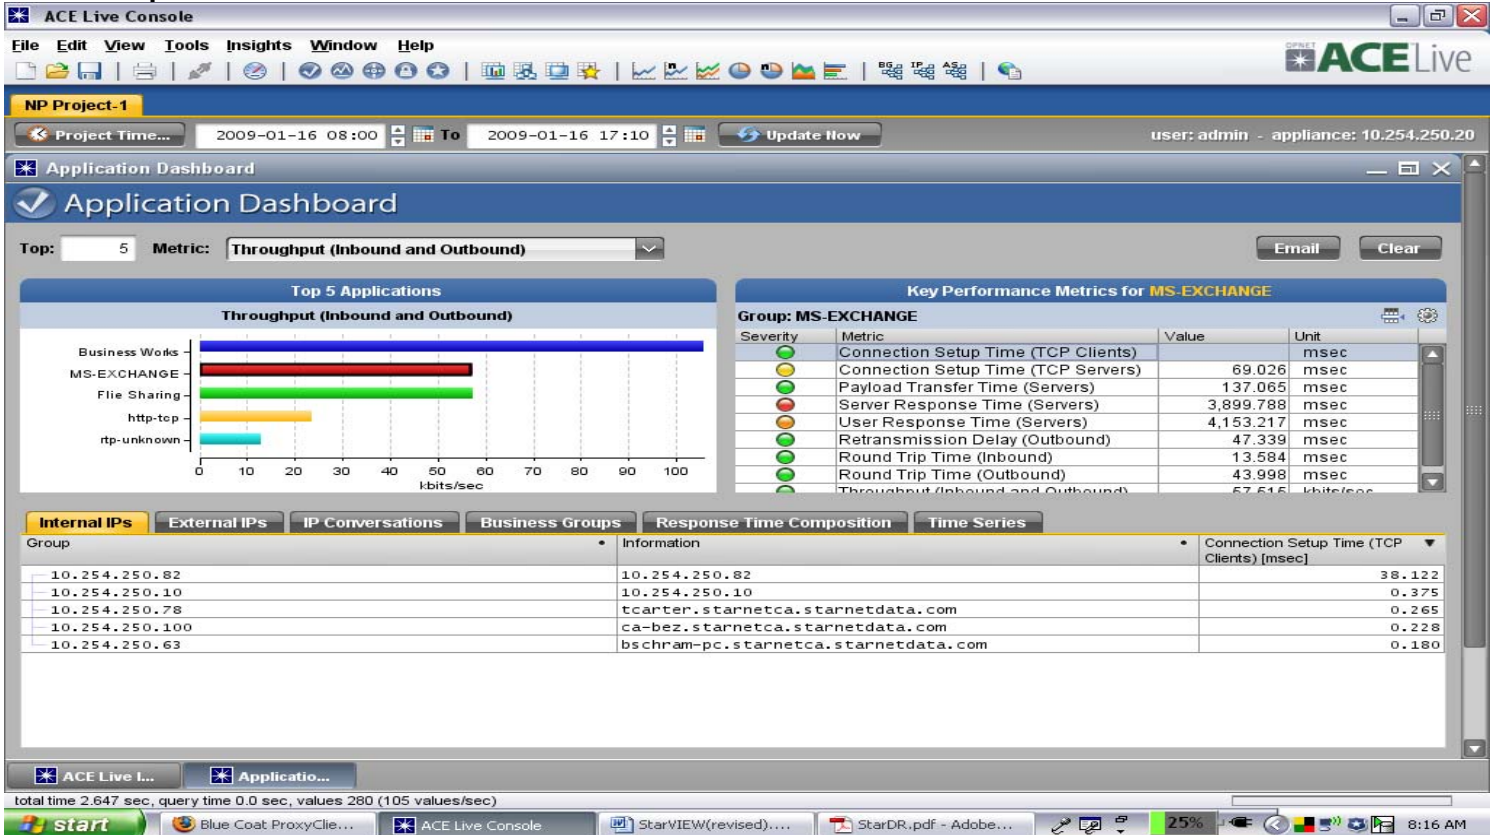 ACE Live Console
File Edit View Tools Insights Window Help
OPNET ACELive
NP Project-1
Project Time... 2009-01-16 08:00 To 2009-01-16 17:10 Update Now user: admin - appliance: 10.254.250.20
Application Dashboard
Application Dashboard
Top: 5 Metric: Throughput (Inbound and Outbound) Email Clear
Top 5 Applications
Throughput (Inbound and Outbound)
Business Works
MS-EXCHANGE
Flie Sharing
http-tcp
rtp-unknown
0 10 20 30 40 50 60 70 80 90 100
kbits/sec
Key Performance Metrics for MS-EXCHANGE
Group: MS-EXCHANGE
Severity Metric Value Unit
Connection Setup Time (TCP Clients) msec
Connection Setup Time (TCP Servers) 69.026 msec
Payload Transfer Time (Servers) 137.065 msec
Server Response Time (Servers) 3,899.788 msec
User Response Time (Servers) 4,153.217 msec
Retransmission Delay (Outbound) 47.339 msec
Round Trip Time (Inbound) 13.584 msec
Round Trip Time (Outbound) 43.998 msec
Throughput (Inbound and Outbound) 57.515 kbits/sec
Internal IPs External IPs IP Conversations Business Groups Response Time Composition Time Series
Group Information Connection Setup Time (TCP Clients) [msec]
10.254.250.82 10.254.250.82 38.122
10.254.250.10 10.254.250.10 0.375
10.254.250.78 tcarter.starnetca.starnetdata.com 0.265
10.254.250.100 ca-bez.starnetca.starnetdata.com 0.228
10.254.250.63 bschram-pc.starnetca.starnetdata.com 0.180
ACE Live I... Applicatio...
total time 2.647 sec, query time 0.0 sec, values 280 (105 values/sec)
start Blue Coat ProxyClie... ACE Live Console StarVIEW(revised).... StarDR.pdf - Adobe... 25% 8:16 AM